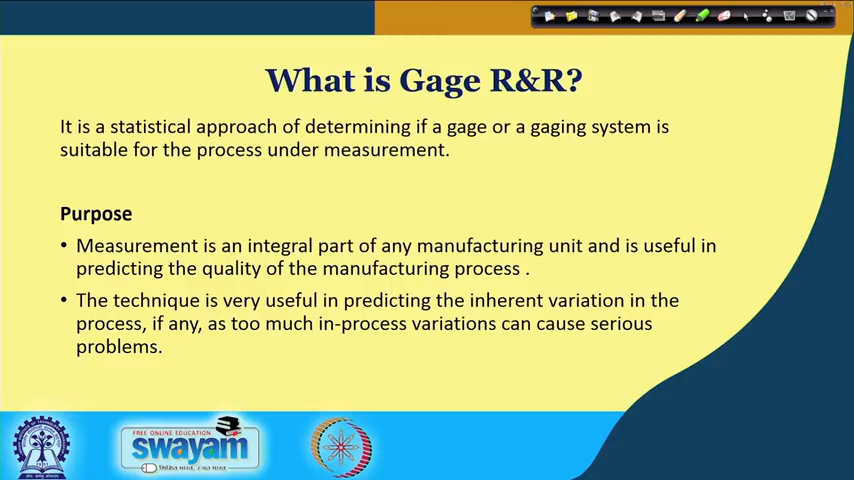 What is Gage R&R?
It is a statistical approach of determining if a gage or a gaging system is
suitable for the process under measurement.
Purpose
• Measurement is an integral part of any manufacturing unit and is useful in
predicting the quality of the manufacturing process .
• The technique is very useful in predicting the inherent variation in the
process, if any, as too much in-process variations can cause serious
problems.
FREE ONLINE EDUCATION
swayam